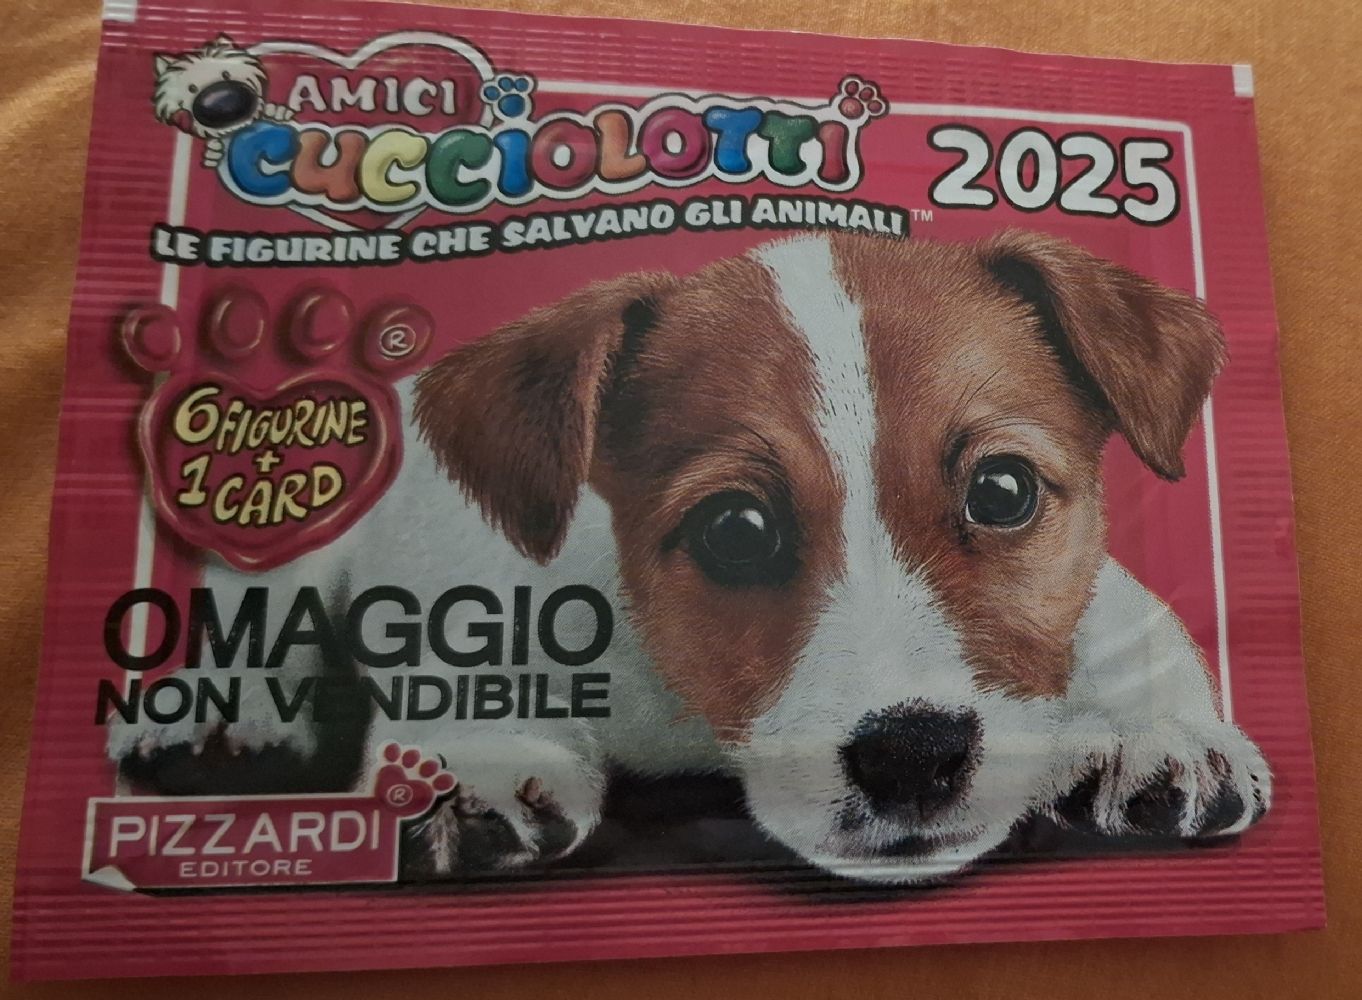 AMICI
CUCCIOLOTTI
2025
LE FIGURINE CHE SALVANO GLI ANIMALI™
®
6 FIGURINE
+
1 CARD
OMAGGIO
NON VENDIBILE
®
PIZZARDI
EDITORE